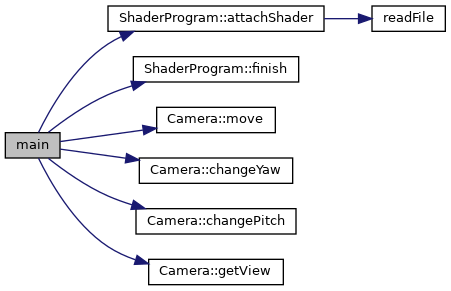 ShaderProgram::attachShader
readFile
ShaderProgram::finish
Camera::move
main
Camera::changeYaw
Camera::changePitch
Camera::getView